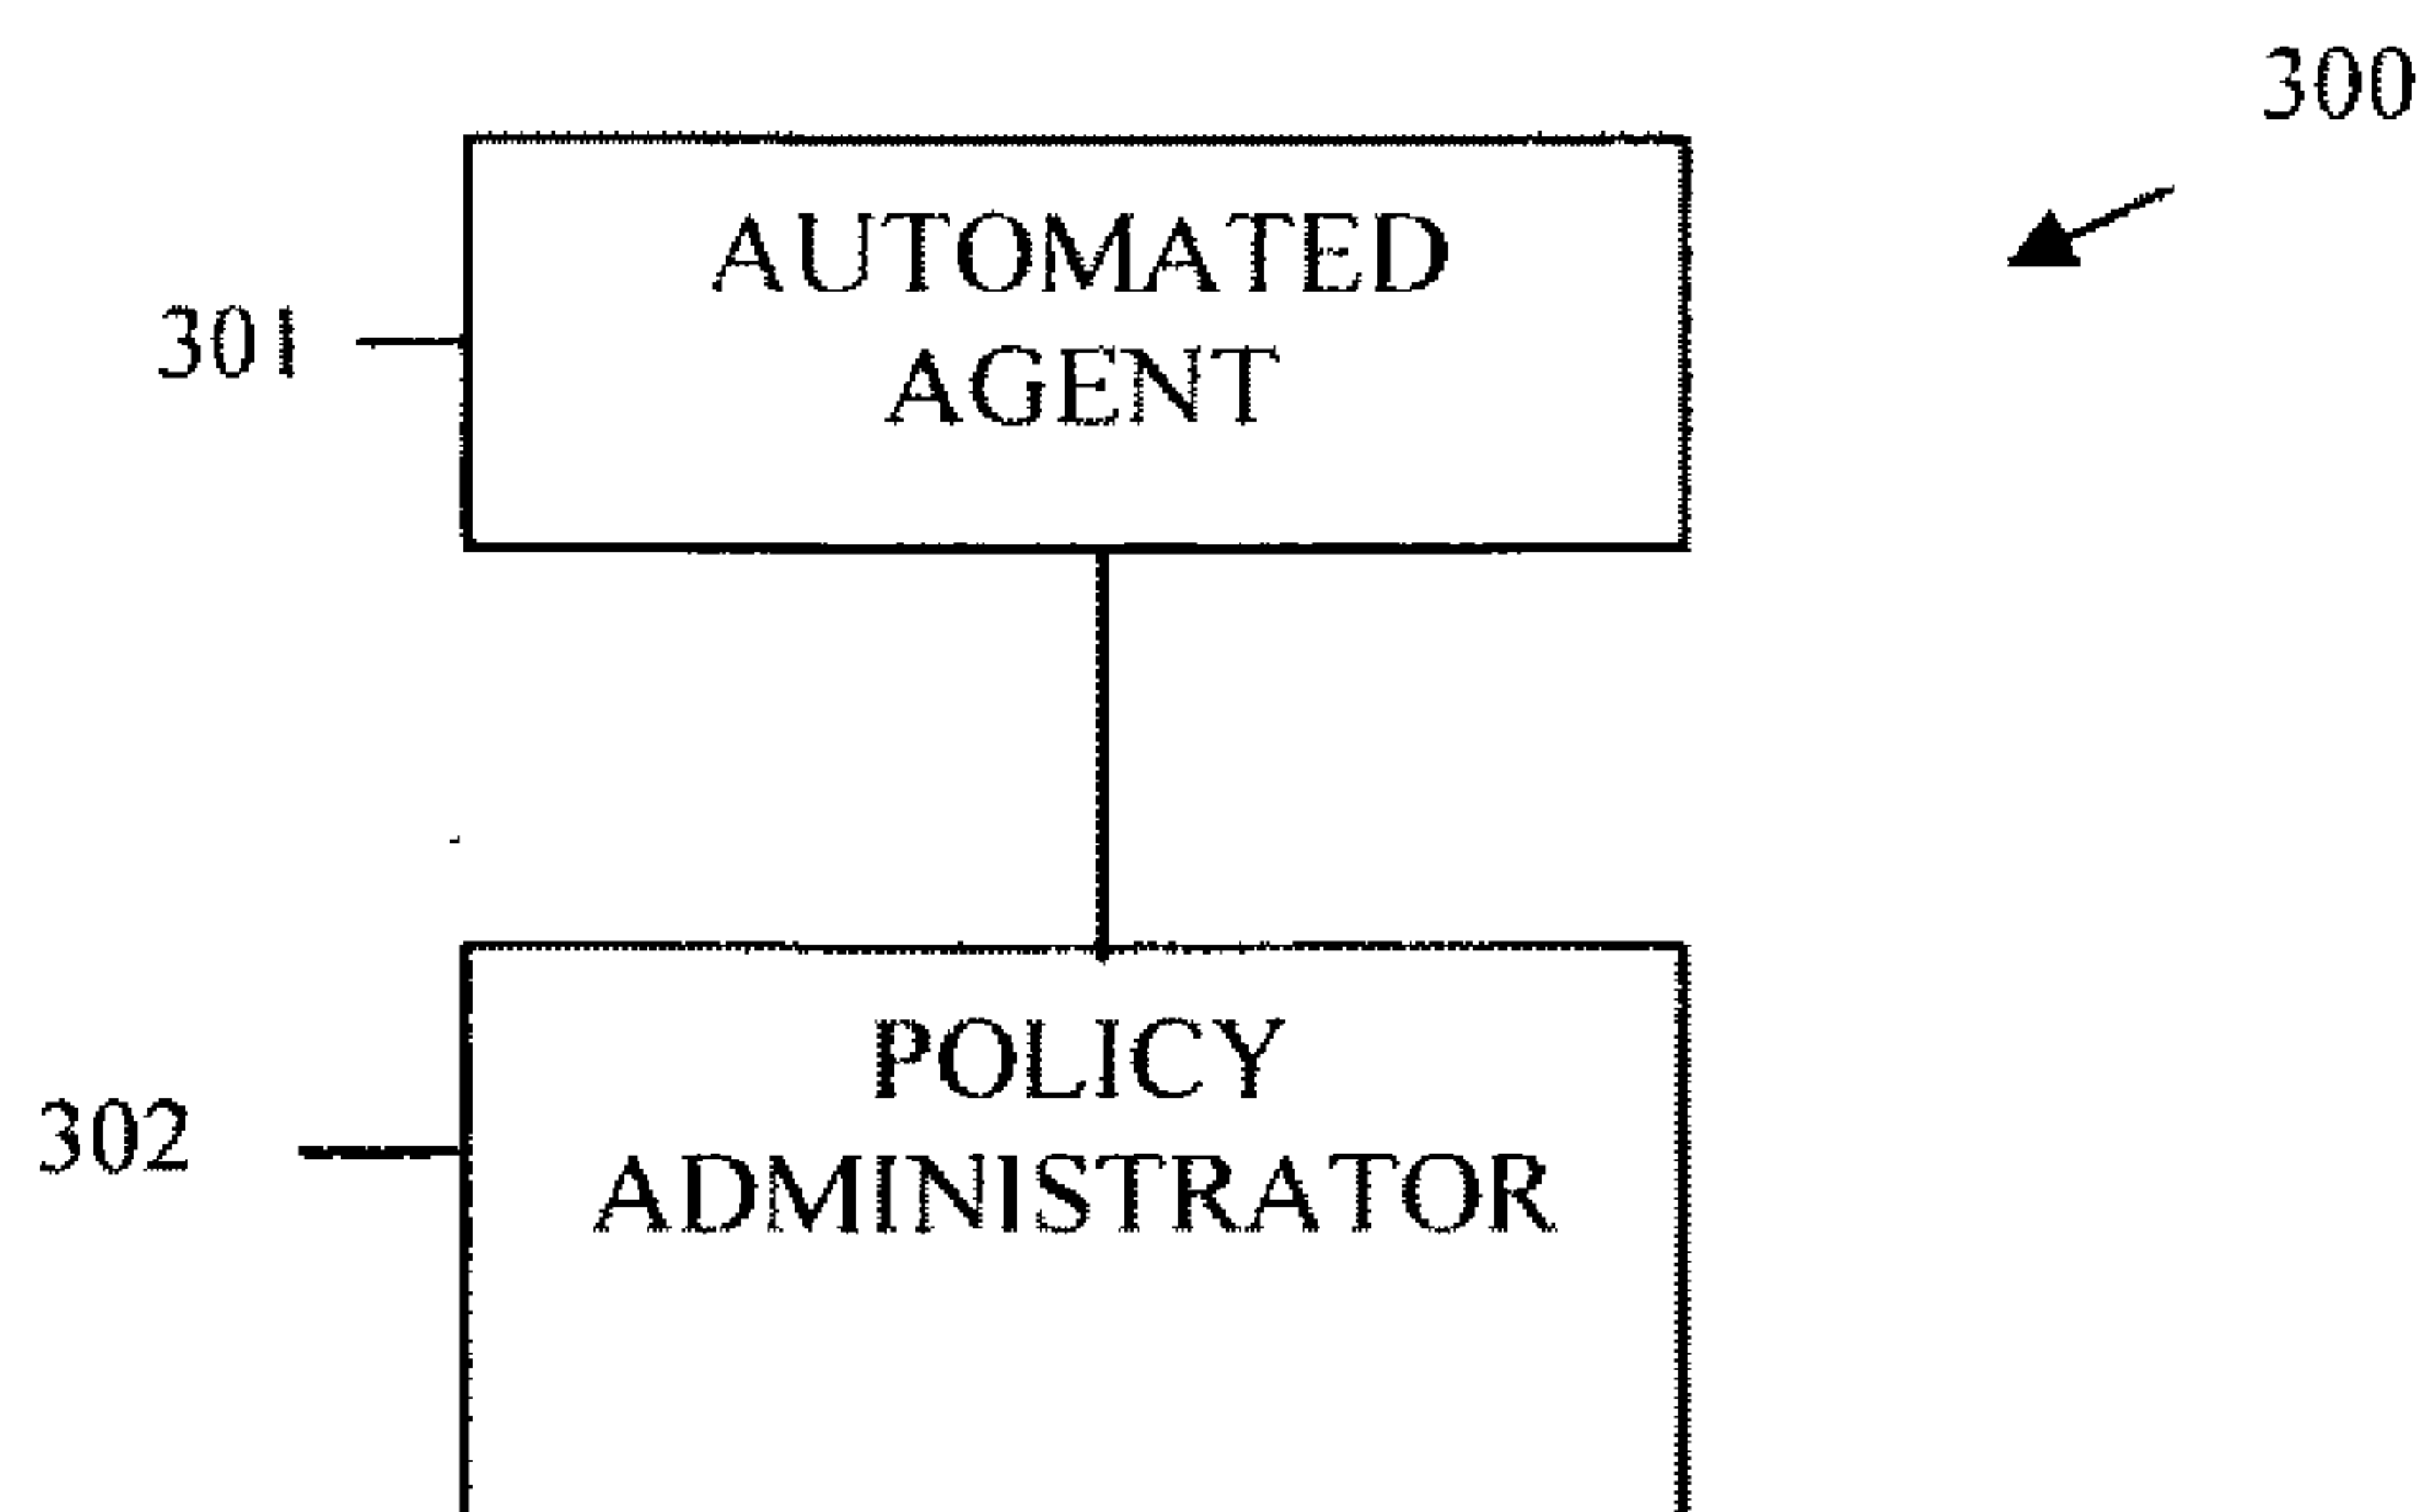 300
AUTOMATED
301
AGENT
POLICY
302
ADMINISTRATOR